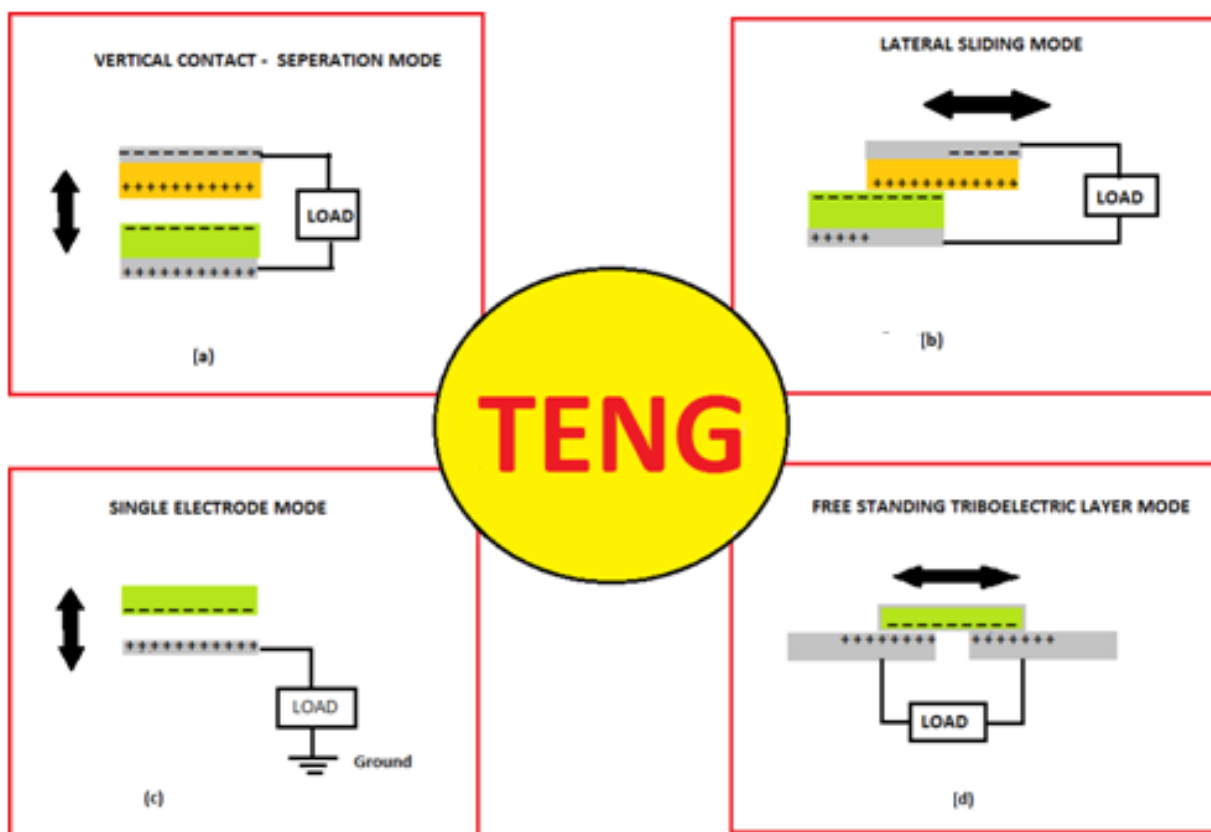 VERTICAL CONTACT - SEPERATION MODE
LOAD
(a)
LATERAL SLIDING MODE
LOAD
(b)
TENG
SINGLE ELECTRODE MODE
LOAD
Ground
(c)
FREE STANDING TRIBOELECTRIC LAYER MODE
LOAD
(d)